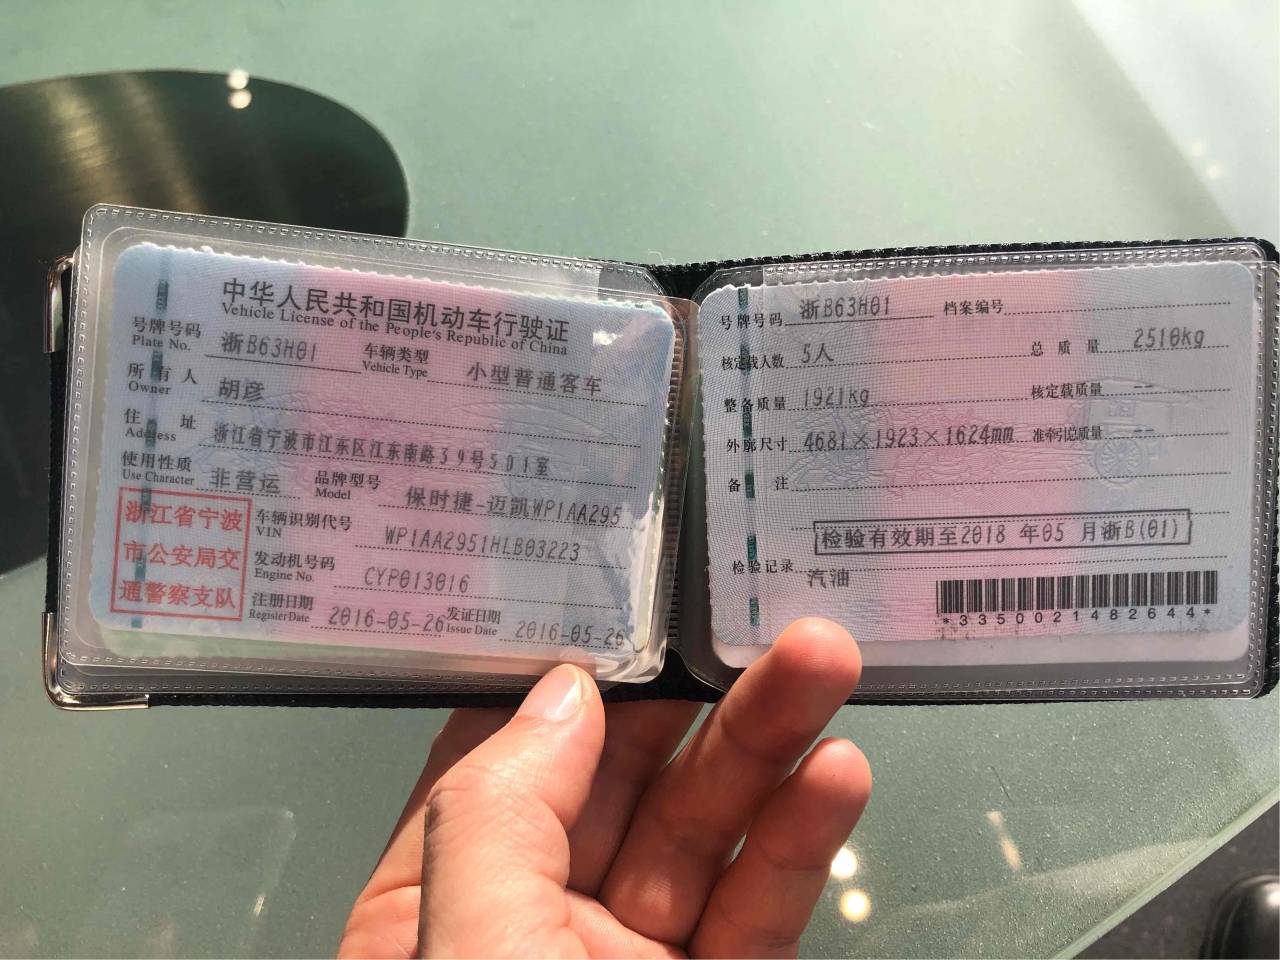 中华人民共和国机动车行驶证
Vehicle License of the People's Republic of China
号牌号码 浙B63H01 车辆类型 小型普通客车
Plate No. Vehicle Type
所有人 胡彦
Owner
住址 浙江省宁波市江东区江东南路39号501室
Address
使用性质 非营运 品牌型号 保时捷-迈凯WP1AA295
Use Character Model
浙江省宁波
市公安局交
通警察支队
车辆识别代号 WP1AA2951HLB03223
VIN
发动机号码 CYP013016
Engine No.
注册日期 2016-05-26 发证日期 2016-05-26
Register Date Issue Date
号牌号码 浙B63H01 档案编号
核定载人数 5人 总质量 2510kg
整备质量 1921kg 核定载质量 --
外廓尺寸 4681×1923×1624mm 准牵引总质量 --
备注
检验有效期至2018年05月浙B(01)
检验记录 汽油
*3350021482644*